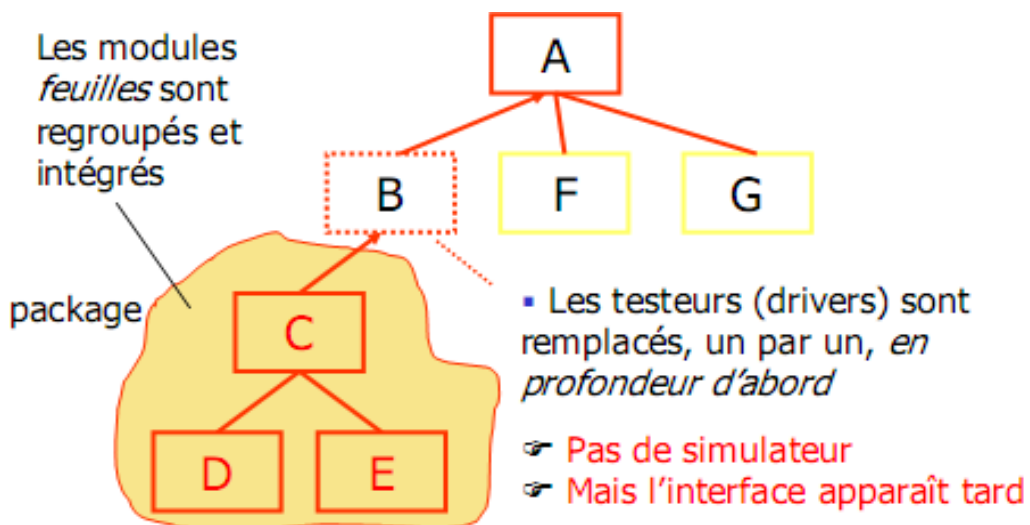 Les modules
feuilles sont
regroupés et
intégrés
A
B
F
G
package
C
D
E
▪ Les testeurs (drivers) sont
remplacés, un par un, en
profondeur d’abord
☞ Pas de simulateur
☞ Mais l’interface apparaît tard